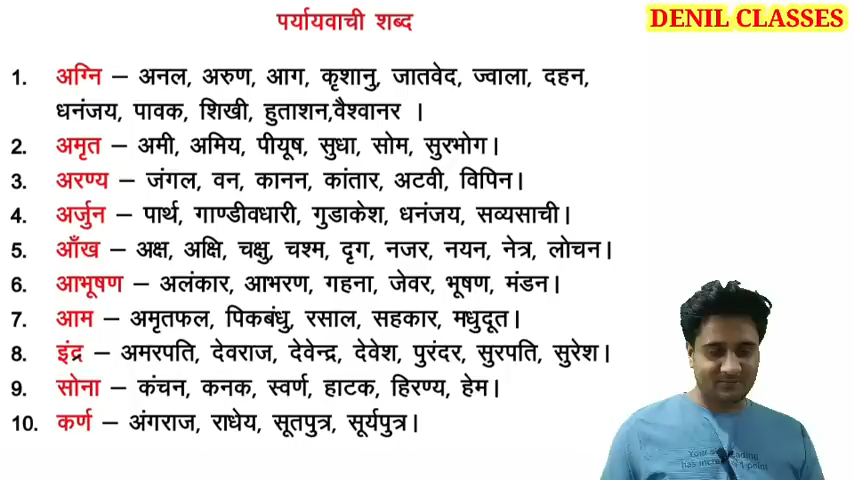 पर्यायवाची शब्द
DENIL CLASSES
1. अग्नि – अनल, अरुण, आग, कृशानु, जातवेद, ज्वाला, दहन,
धनंजय, पावक, शिखी, हुताशन,वैश्वानर ।
2. अमृत – अमी, अमिय, पीयूष, सुधा, सोम, सुरभोग।
3. अरण्य – जंगल, वन, कानन, कांतार, अटवी, विपिन।
4. अर्जुन – पार्थ, गाण्डीवधारी, गुडाकेश, धनंजय, सव्यसाची।
5. आँख – अक्ष, अक्षि, चक्षु, चश्म, दृग, नजर, नयन, नेत्र, लोचन।
6. आभूषण – अलंकार, आभरण, गहना, जेवर, भूषण, मंडन।
7. आम – अमृतफल, पिकबंधु, रसाल, सहकार, मधुदूत।
8. इंद्र – अमरपति, देवराज, देवेन्द्र, देवेश, पुरंदर, सुरपति, सुरेश।
9. सोना – कंचन, कनक, स्वर्ण, हाटक, हिरण्य, हेम।
10. कर्ण – अंगराज, राधेय, सूतपुत्र, सूर्यपुत्र।